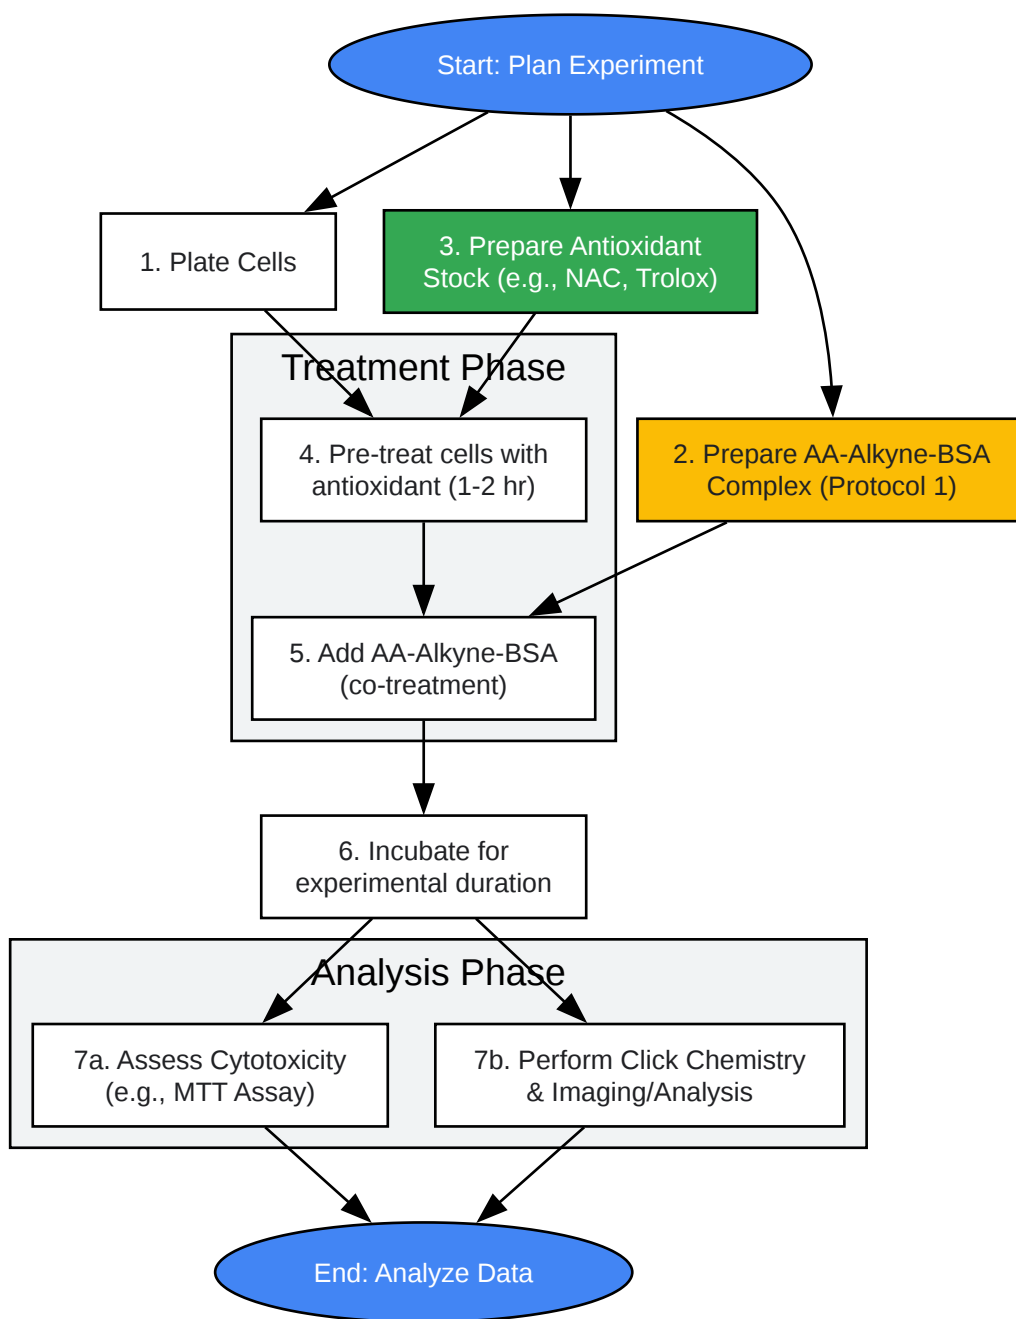 Start: Plan Experiment
1. Plate Cells
3. Prepare Antioxidant
Stock (e.g., NAC, Trolox)
Treatment Phase
4. Pre-treat cells with
antioxidant (1-2 hr)
2. Prepare AA-Alkyne-BSA
Complex (Protocol 1)
5. Add AA-Alkyne-BSA
(co-treatment)
6. Incubate for
experimental duration
Analysis Phase
7a. Assess Cytotoxicity
(e.g., MTT Assay)
7b. Perform Click Chemistry
& Imaging/Analysis
End: Analyze Data